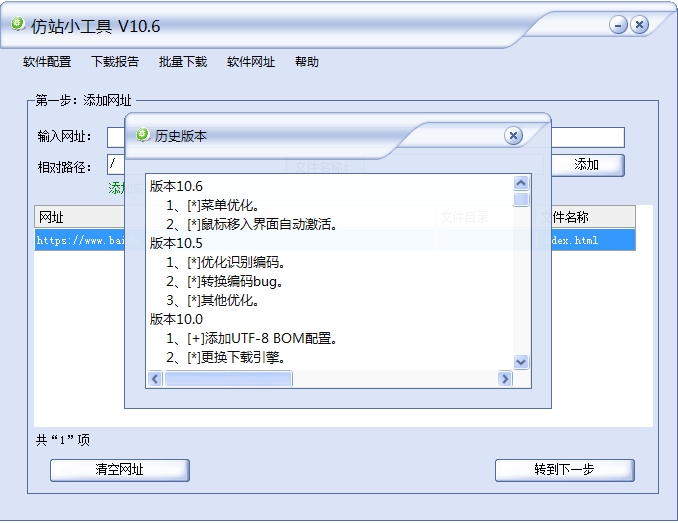 仿站小工具 V10.6
软件配置 下载报告 批量下载 软件网址 帮助
第一步：添加网址
输入网址：
历史版本
相对路径： /
添加
添加
网址 文件目录 文件名称
https://www.bai ndex.html
版本10.6
1、[*]菜单优化。
2、[*]鼠标移入界面自动激活。
版本10.5
1、[*]优化识别编码。
2、[*]转换编码bug。
3、[*]其他优化。
版本10.0
1、[+]添加UTF-8 BOM配置。
2、[*]更换下载引擎。
共“1”项
清空网址 转到下一步